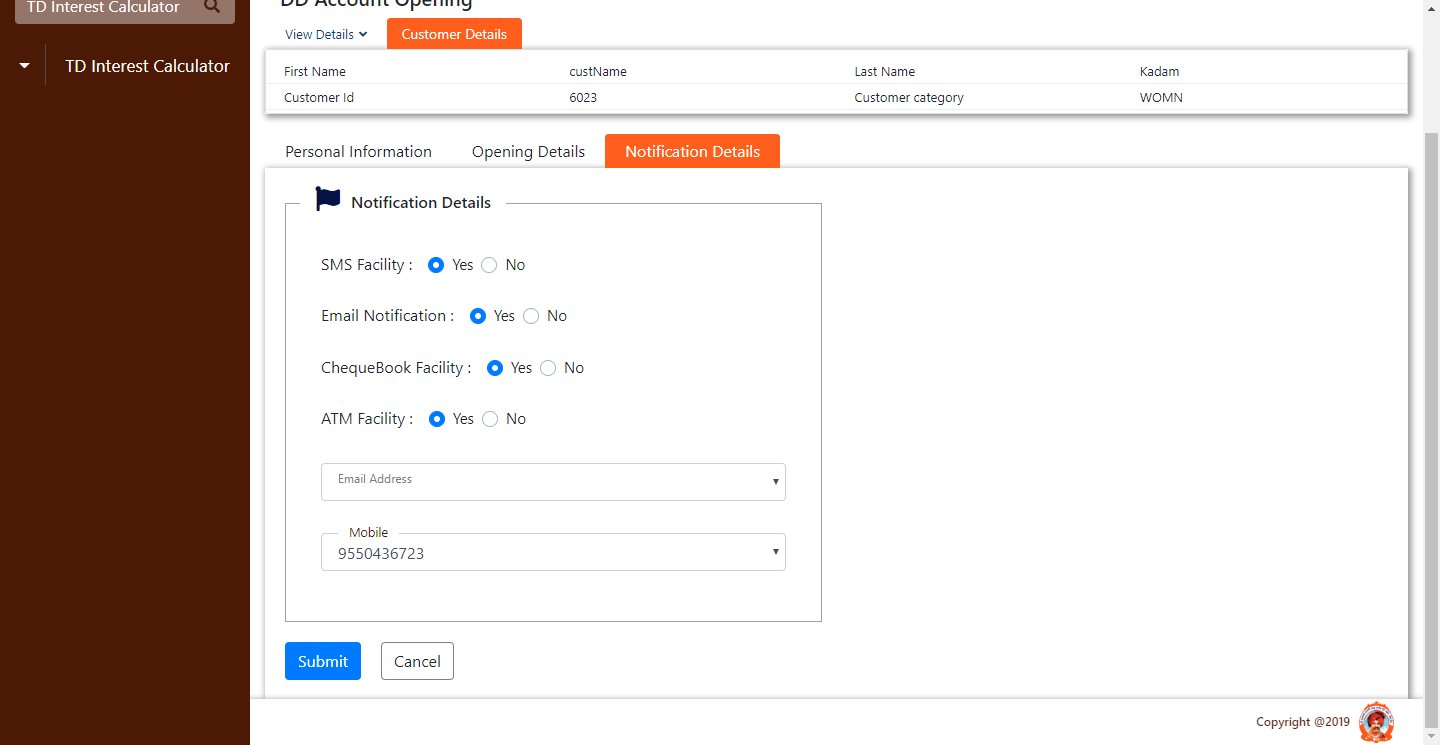 TD Interest Calculator
TD Interest Calculator
DD Account Opening
View Details
Customer Details
First Name custName Last Name Kadam
Customer Id 6023 Customer category WOMN
Personal Information Opening Details Notification Details
Notification Details
SMS Facility : Yes No
Email Notification : Yes No
ChequeBook Facility : Yes No
ATM Facility : Yes No
Email Address
Mobile
9550436723
Submit Cancel
Copyright @2019